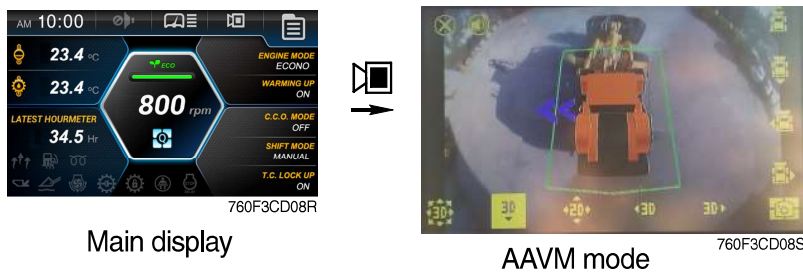 AM 10:00
23.4 °C
ECO
ENGINE MODE
ECONO
23.4 °C
WARMING UP
ON
800 rpm
LATEST HOURMETER
34.5 Hr
C.C.O. MODE
OFF
SHIFT MODE
MANUAL
T.C. LOCK UP
ON
760F3CD08R
Main display
3D
3D
2D
3D
3D
760F3CD08S
AAVM mode